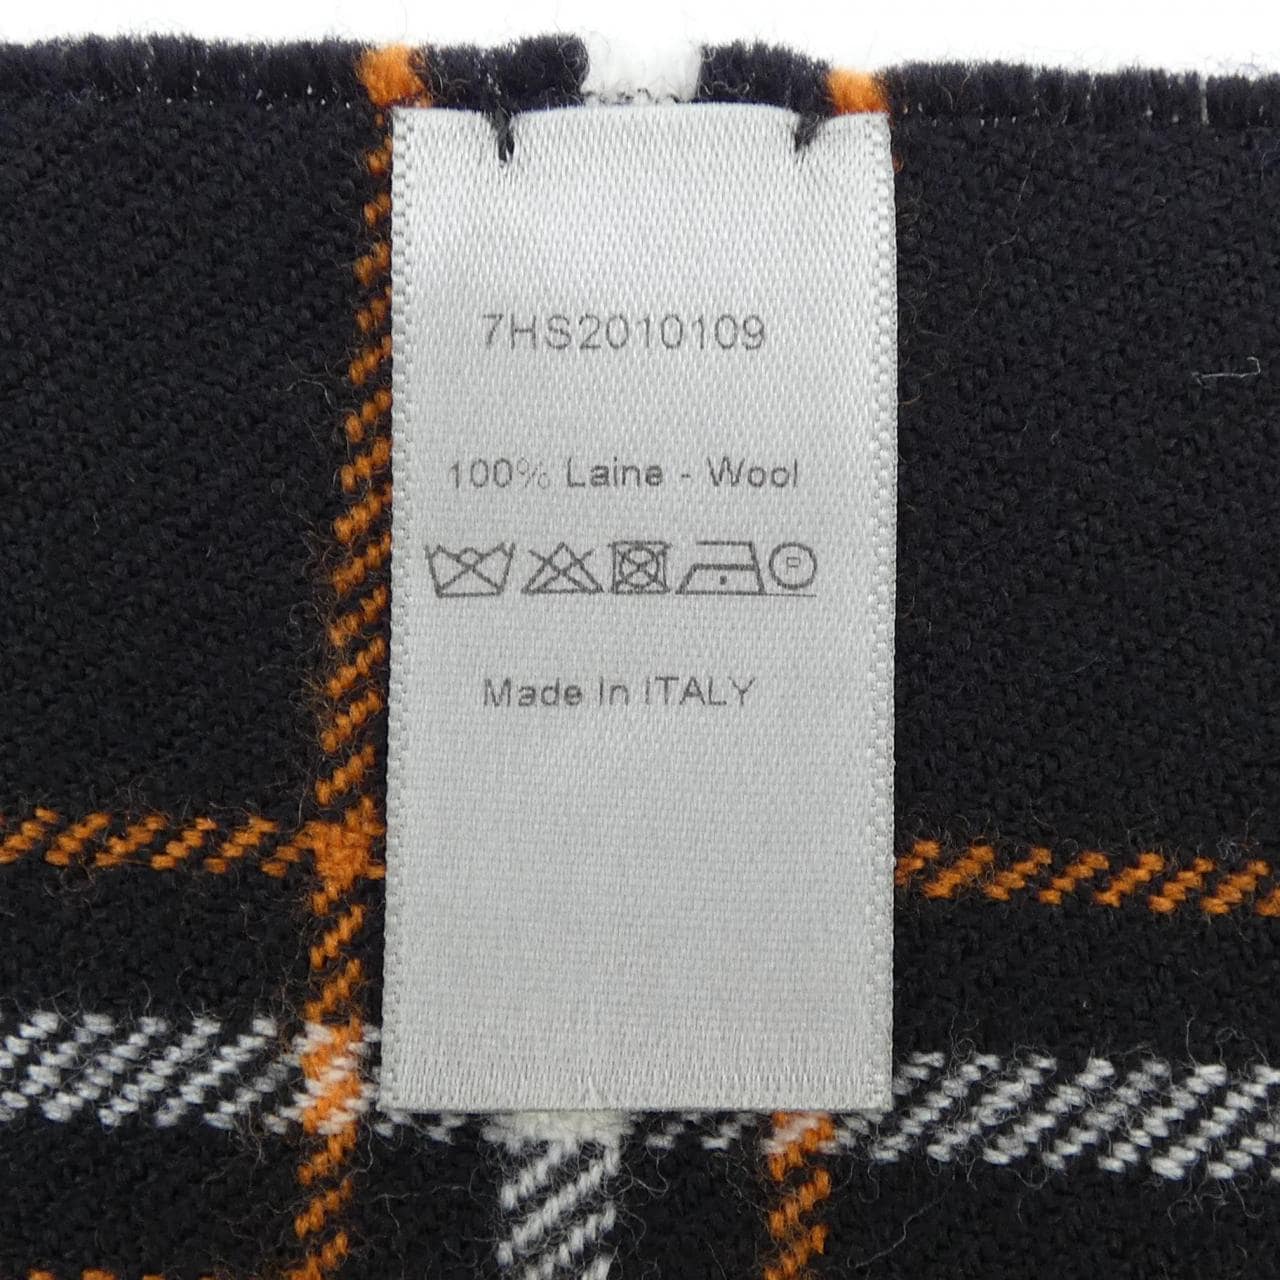 7HS2010109
100% Laine - Wool
P
Made In ITALY